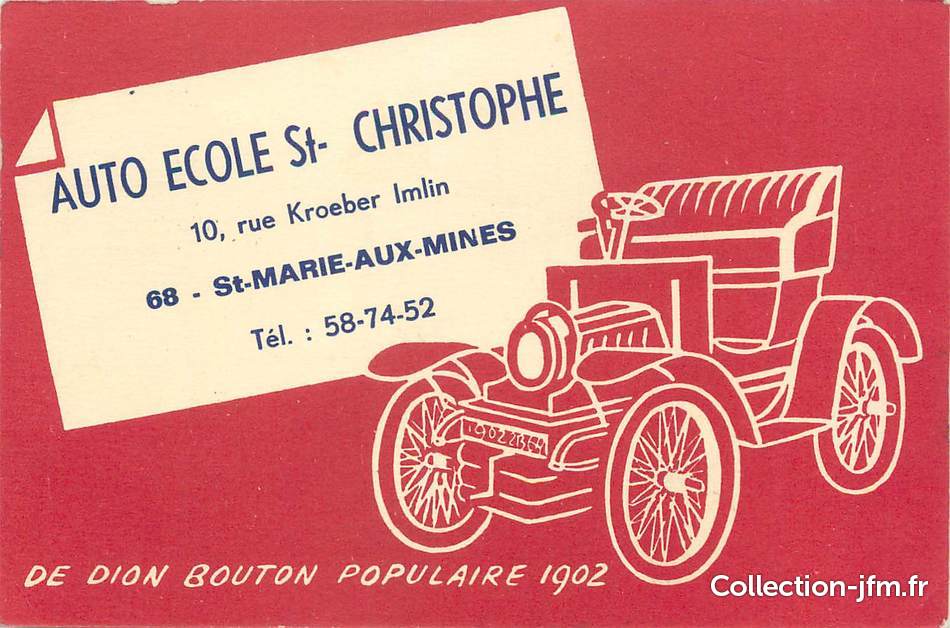 AUTO ECOLE St- CHRISTOPHE
10, rue Kroeber Imlin
68 - St-MARIE-AUX-MINES
Tél. : 58-74-52
DE DION BOUTON POPULAIRE 1902
Collection-jfm.fr